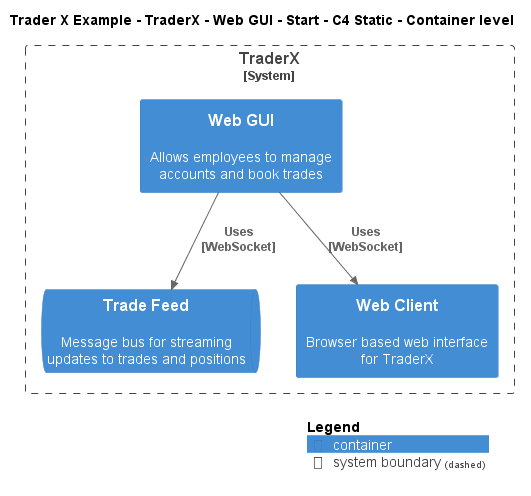 Trader X Example - TraderX - Web GUI - Start - C4 Static - Container level
TraderX
[System]
Web GUI
Allows employees to manage
accounts and book trades
Uses
[WebSocket]
Uses
[WebSocket]
Trade Feed
Message bus for streaming
updates to trades and positions
Web Client
Browser based web interface
for TraderX
Legend
container
system boundary (dashed)